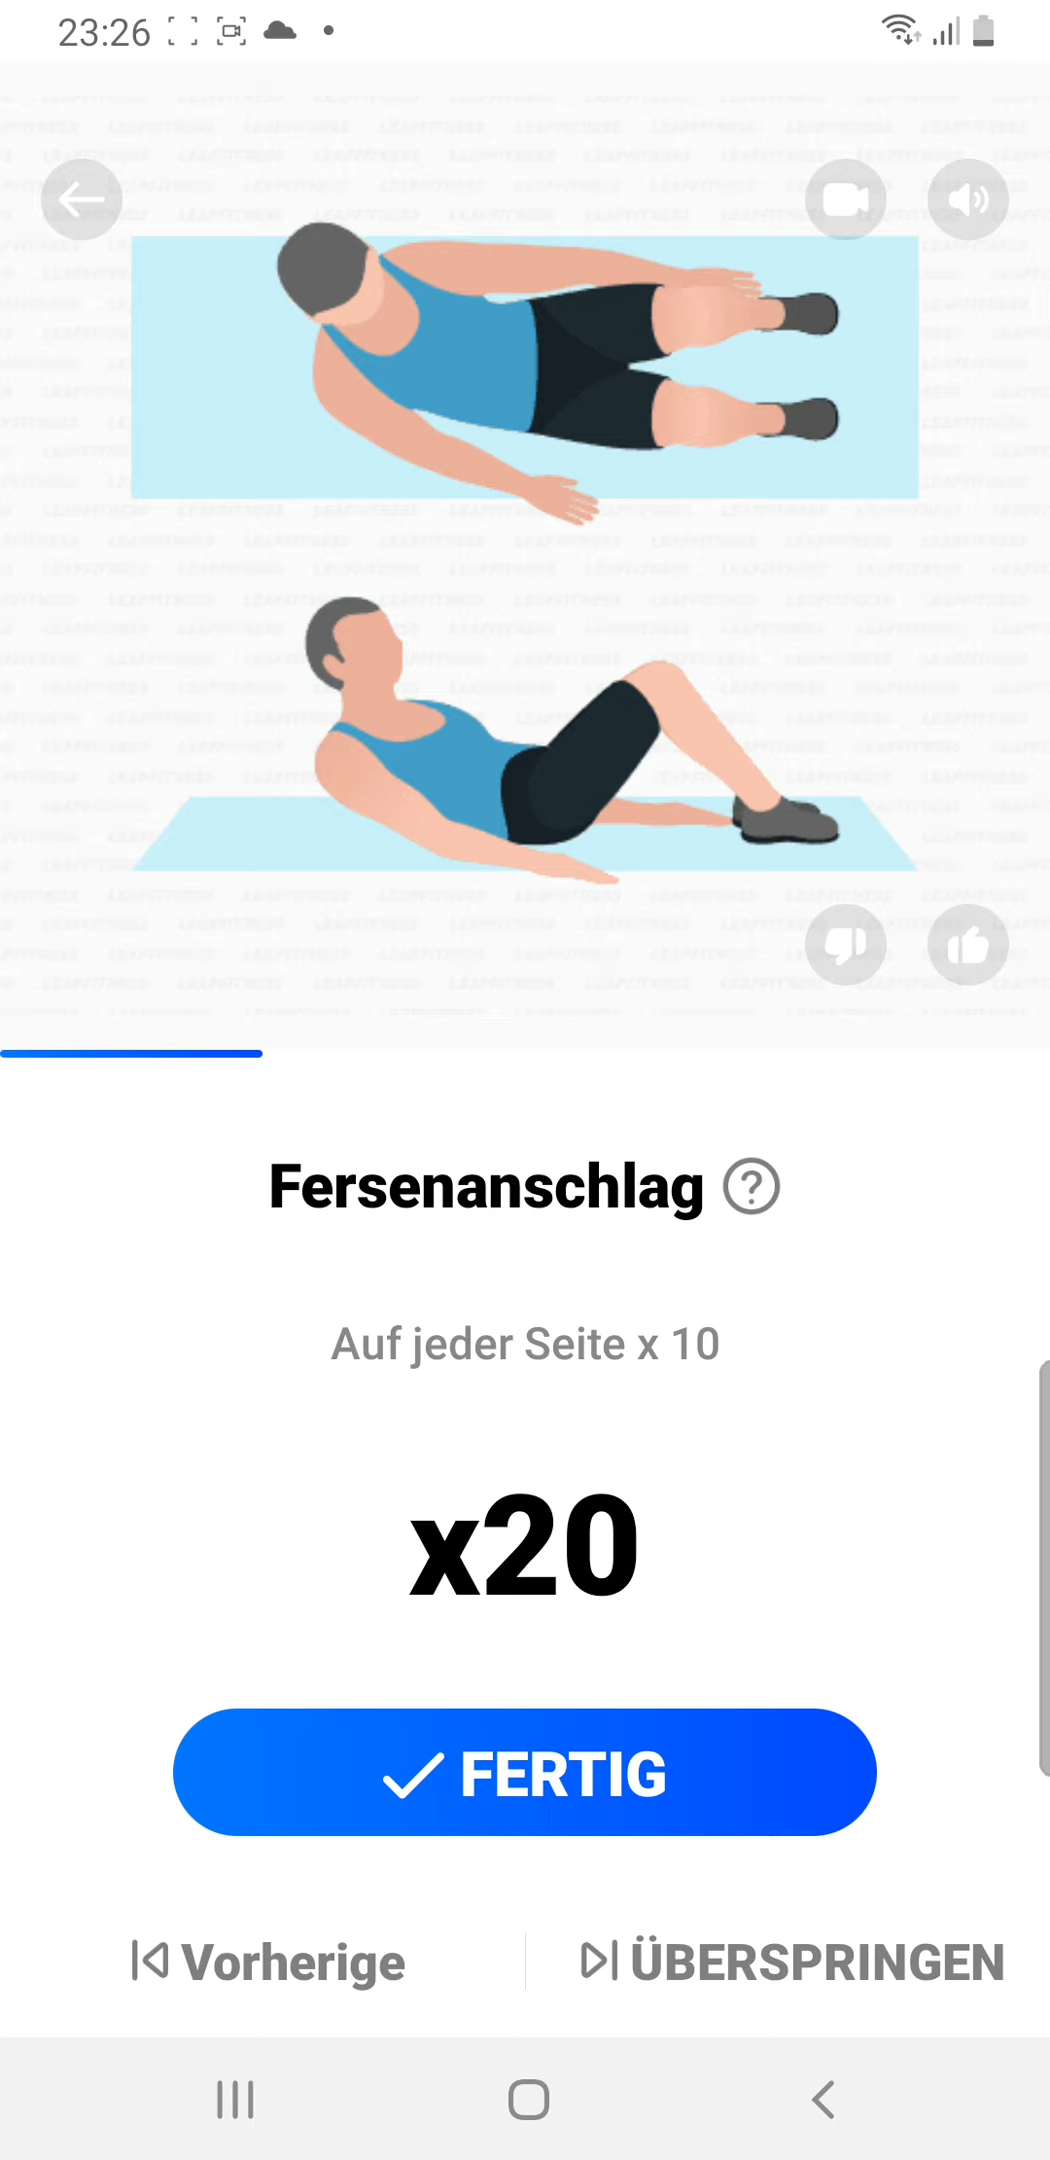 23:26
Fersenanschlag
Auf jeder Seite x 10
x20
FERTIG
Vorherige
ÜBERSPRINGEN